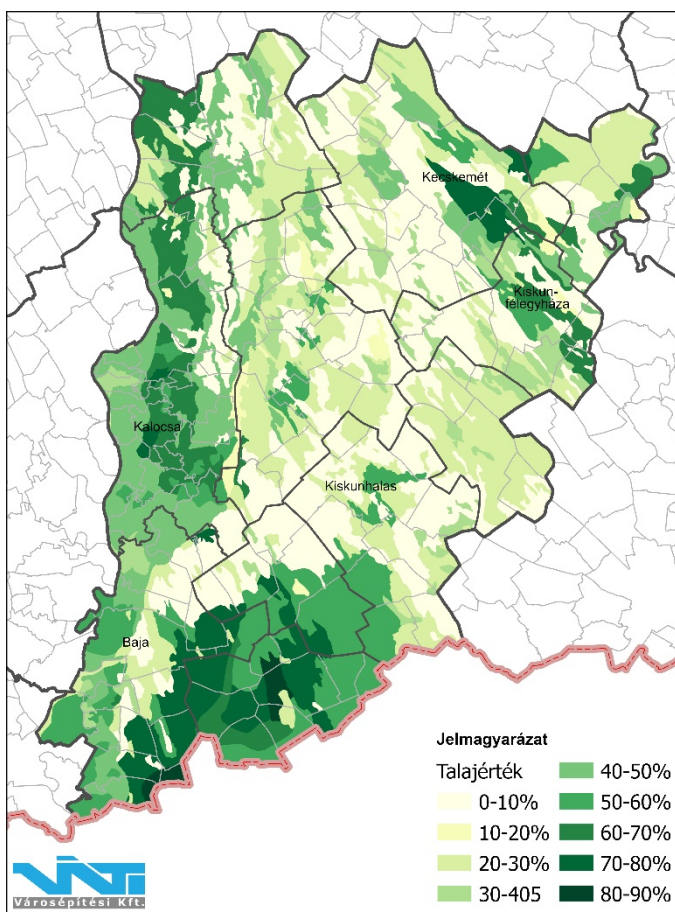 Kecskemét
Kiskun-
félegyháza
Kalocsa
Kiskunhalas
Baja
Jelmagyarázat
Talajérték
0-10%
10-20%
20-30%
30-405
40-50%
50-60%
60-70%
70-80%
80-90%
VÁTI
Városépítési Kft.